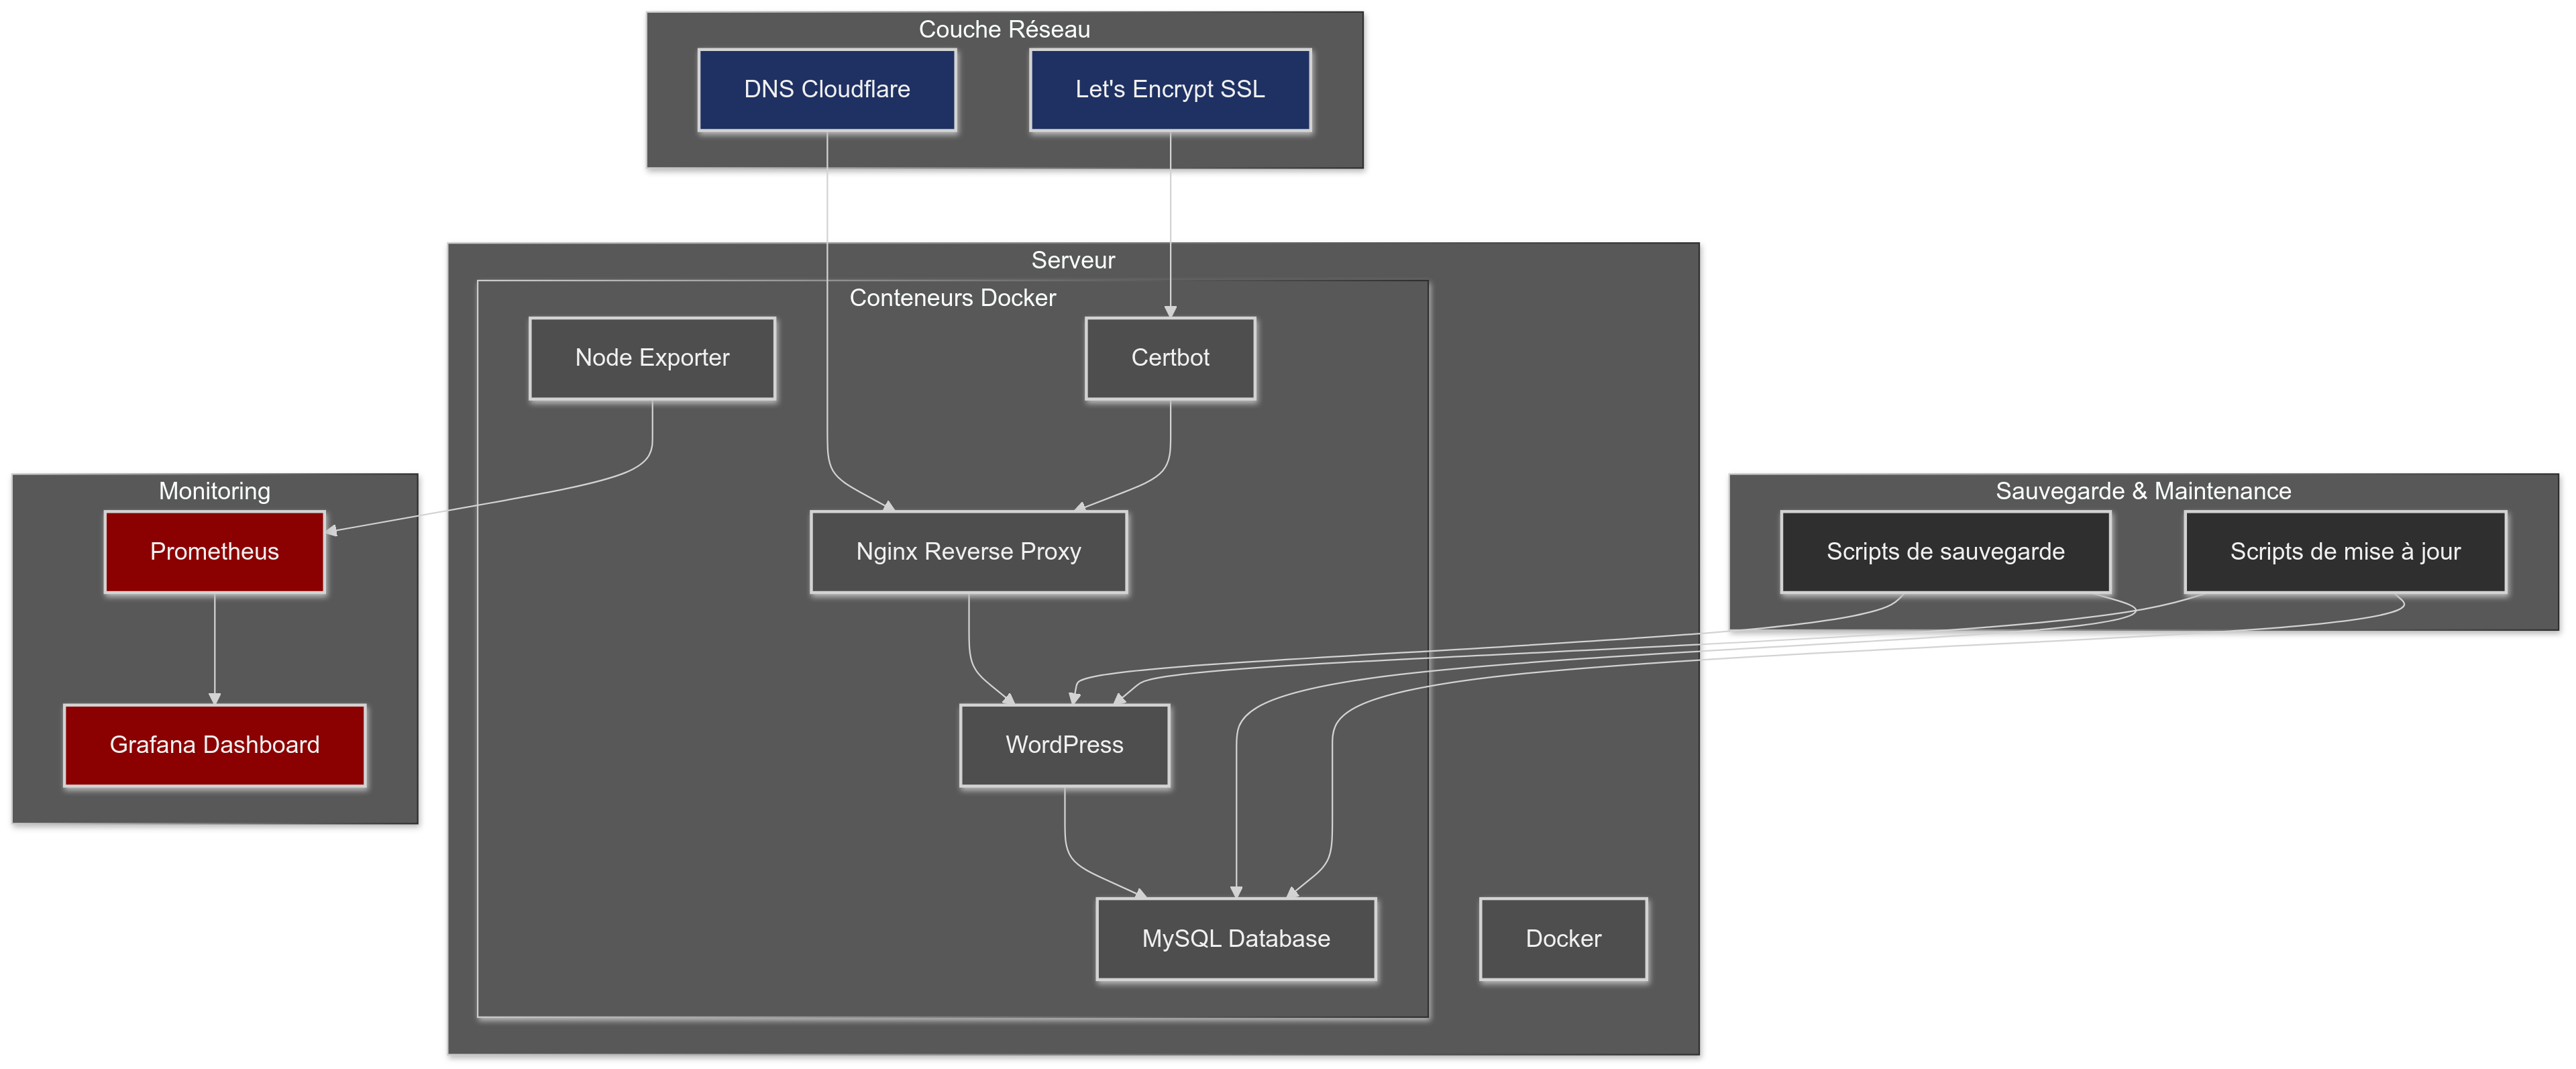 Couche Réseau
DNS Cloudflare
Let's Encrypt SSL
Serveur
Conteneurs Docker
Node Exporter
Certbot
Monitoring
Prometheus
Nginx Reverse Proxy
Sauvegarde & Maintenance
Scripts de sauvegarde
Scripts de mise à jour
Grafana Dashboard
WordPress
MySQL Database
Docker